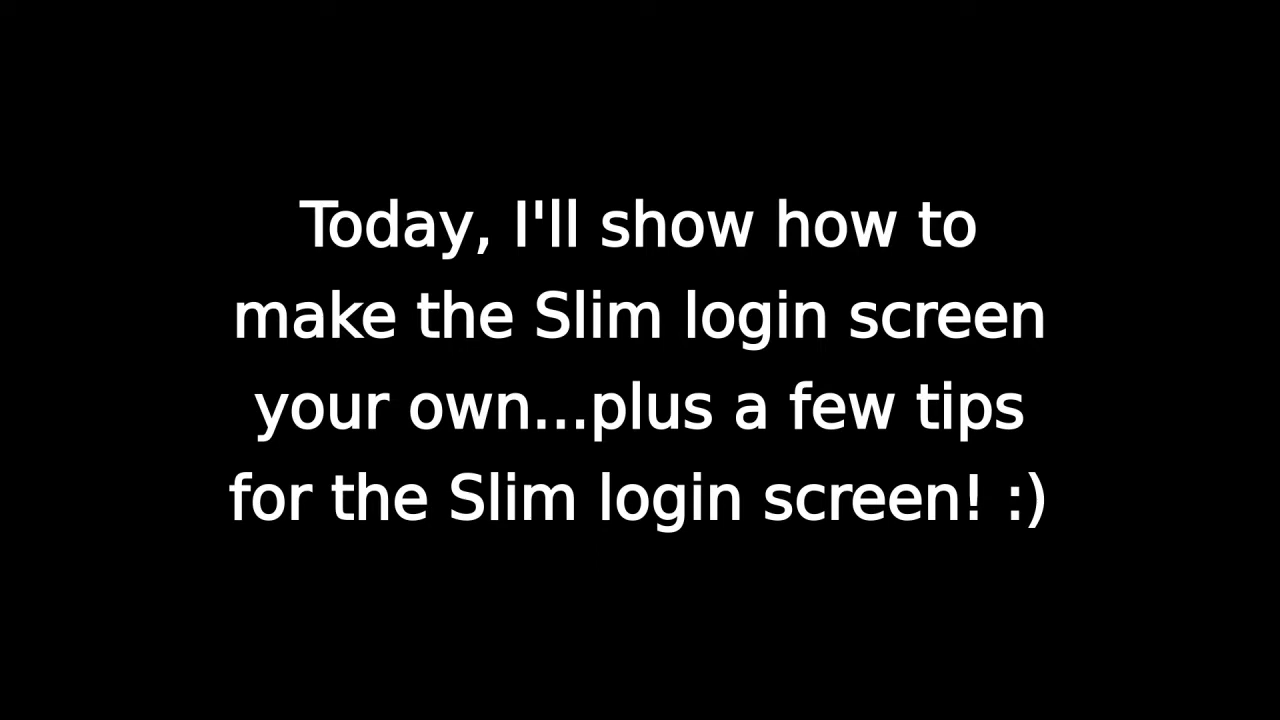 Today, I'll show how to
make the Slim login screen
your own...plus a few tips
for the Slim login screen! :)